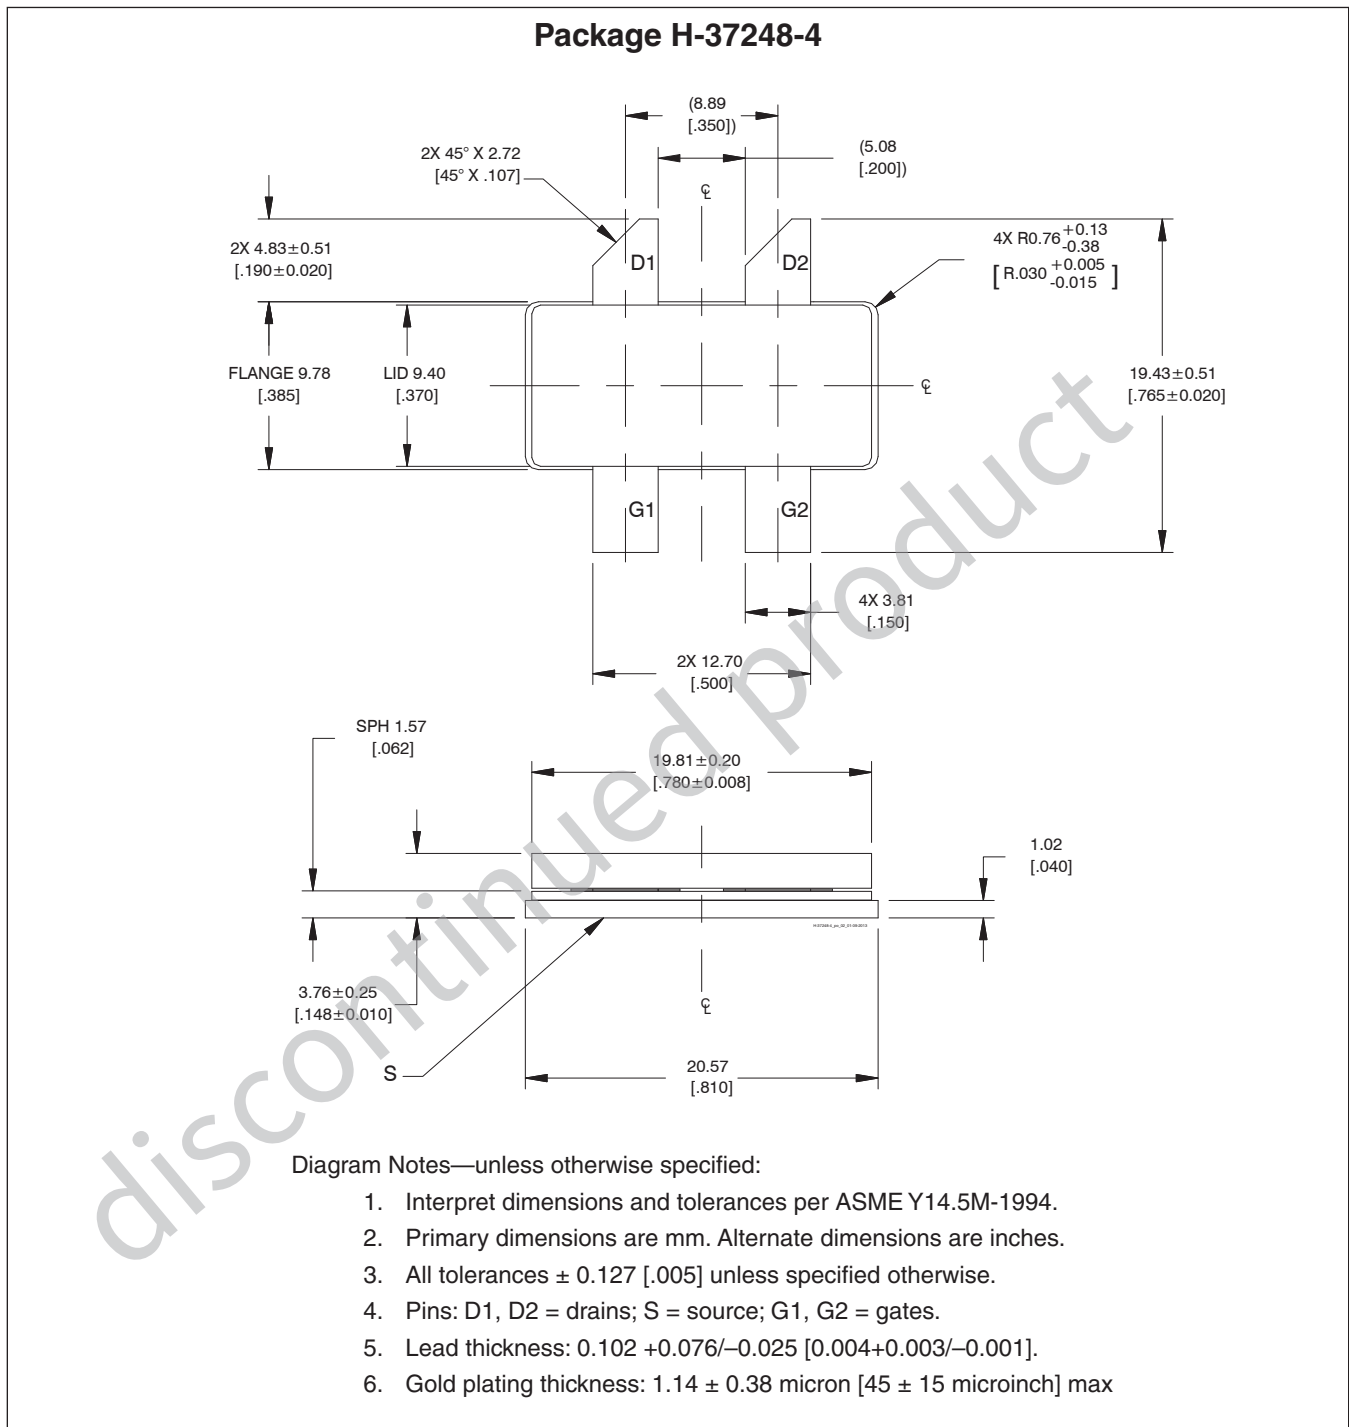 Package H-37248-4
(8.89
[.350])
2X 45° X 2.72
[45° X .107]
(5.08
[.200])
℄
2X 4.83±0.51
[.190±0.020]
D1
D2
4X R0.76 +0.13
-0.38
[ R.030 +0.005
-0.015 ]
FLANGE 9.78
[.385]
LID 9.40
[.370]
℄
19.43±0.51
[.765±0.020]
G1
G2
4X 3.81
[.150]
2X 12.70
[.500]
SPH 1.57
[.062]
19.81±0.20
[.780±0.008]
1.02
[.040]
3.76±0.25
[.148±0.010]
℄
S
20.57
[.810]
discontinued product
Diagram Notes—unless otherwise specified:
1. Interpret dimensions and tolerances per ASME Y14.5M-1994.
2. Primary dimensions are mm. Alternate dimensions are inches.
3. All tolerances ± 0.127 [.005] unless specified otherwise.
4. Pins: D1, D2 = drains; S = source; G1, G2 = gates.
5. Lead thickness: 0.102 +0.076/–0.025 [0.004+0.003/–0.001].
6. Gold plating thickness: 1.14 ± 0.38 micron [45 ± 15 microinch] max